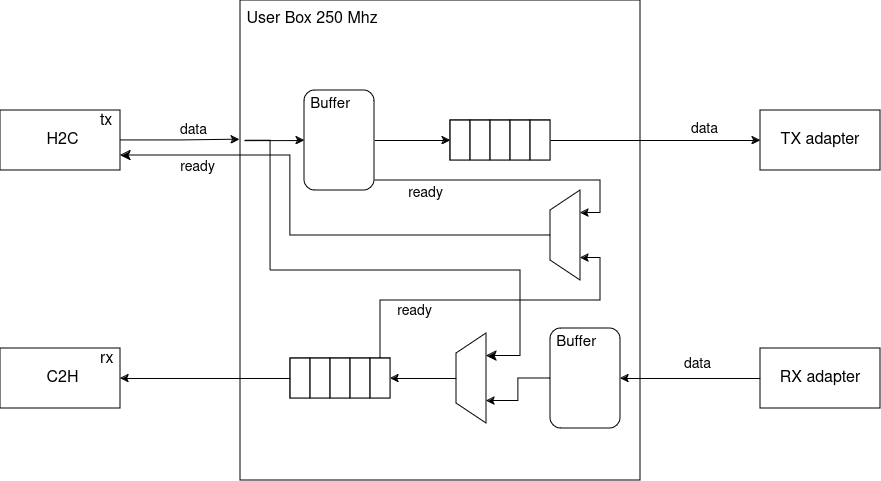 User Box 250 Mhz
Buffer
tx
H2C
data
data
TX adapter
ready
ready
ready
rx
C2H
Buffer
data
RX adapter